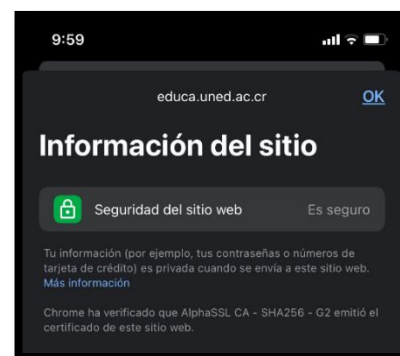 9:59
educa.uned.ac.cr
OK
Información del sitio
Seguridad del sitio web
Es seguro
Tu información (por ejemplo, tus contraseñas o números de
tarjeta de crédito) es privada cuando se envía a este sitio web.
Más información
Chrome ha verificado que AlphaSSL CA - SHA256 - G2 emitió el
certificado de este sitio web.